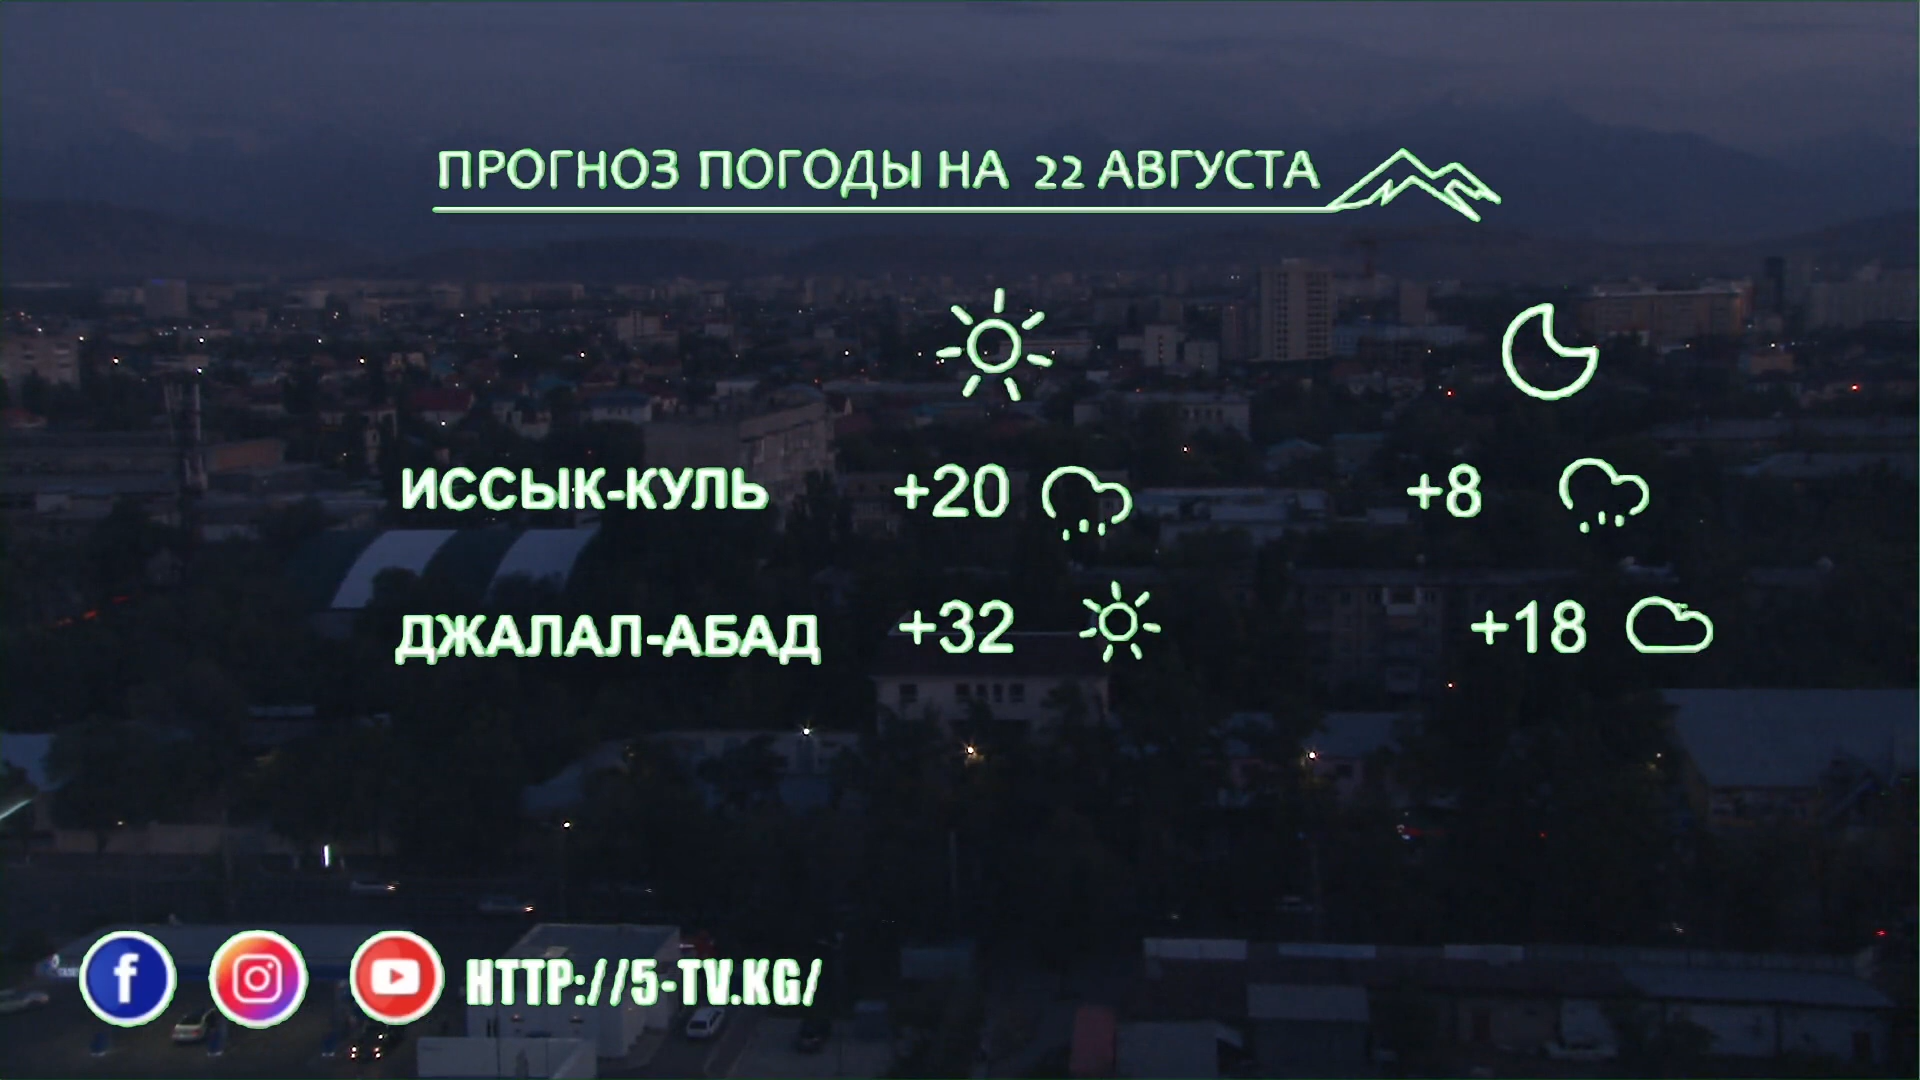 ПРОГНОЗ ПОГОДЫ НА 22 АВГУСТА
ИССЫК-КУЛЬ +20 +8
ДЖАЛАЛ-АБАД +32 +18
HTTP://5-TV.KG/